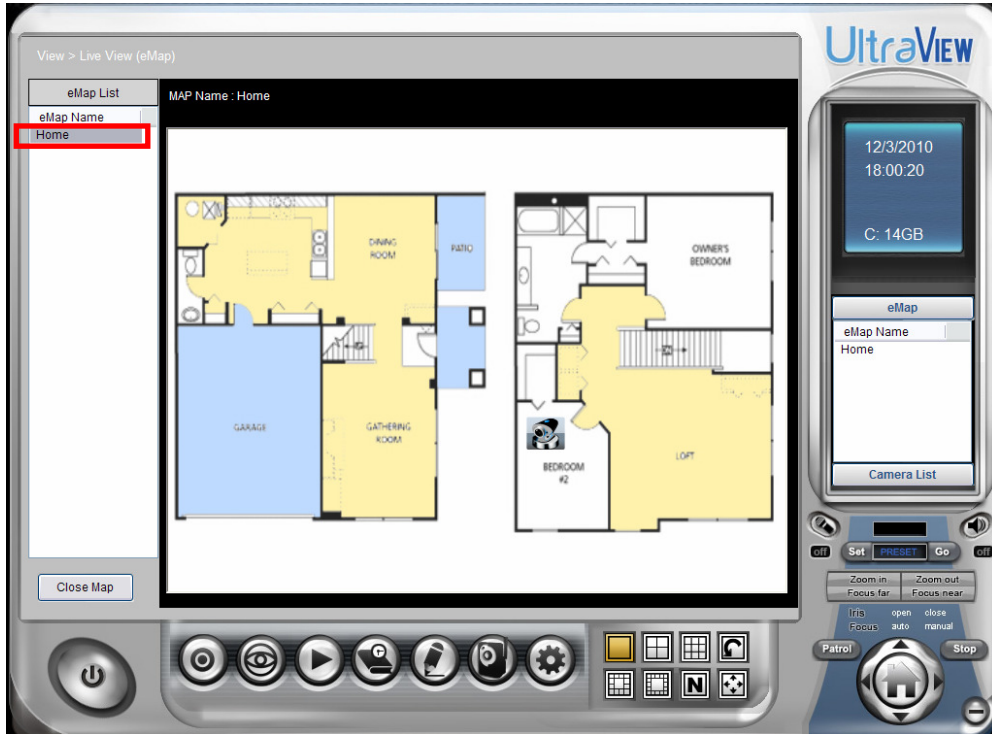 UltraVIEW
View > Live View (eMap)
eMap List
eMap Name
Home
MAP Name : Home
DINING
ROOM
PATIO
OWNER'S
BEDROOM
GARAGE
GATHERING
ROOM
BEDROOM
#2
LOFT
Close Map
12/3/2010
18:00:20
C: 14GB
eMap
eMap Name
Home
Camera List
off
Set
PRESET
Go
off
Zoom in
Zoom out
Focus far
Focus near
Iris
open
close
Focus
auto
manual
Patrol
Stop
N